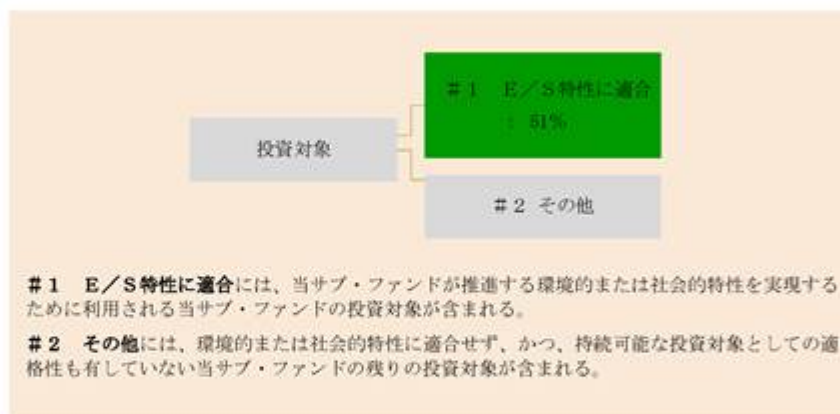 #1 E/S特性に適合
: 51%
投資対象
#2 その他
#1 E/S特性に適合には、当サブ・ファンドが推進する環境的または社会的特性を実現する
ために利用される当サブ・ファンドの投資対象が含まれる。
#2 その他には、環境的または社会的特性に適合せず、かつ、持続可能な投資対象としての適
格性も有していない当サブ・ファンドの残りの投資対象が含まれる。